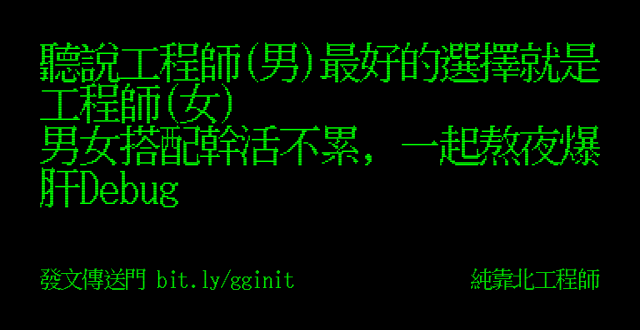 聽說工程師(男)最好的選擇就是
工程師(女)
男女搭配幹活不累，一起熬夜爆
肝Debug
發文傳送門 bit.ly/gginit
純靠北工程師